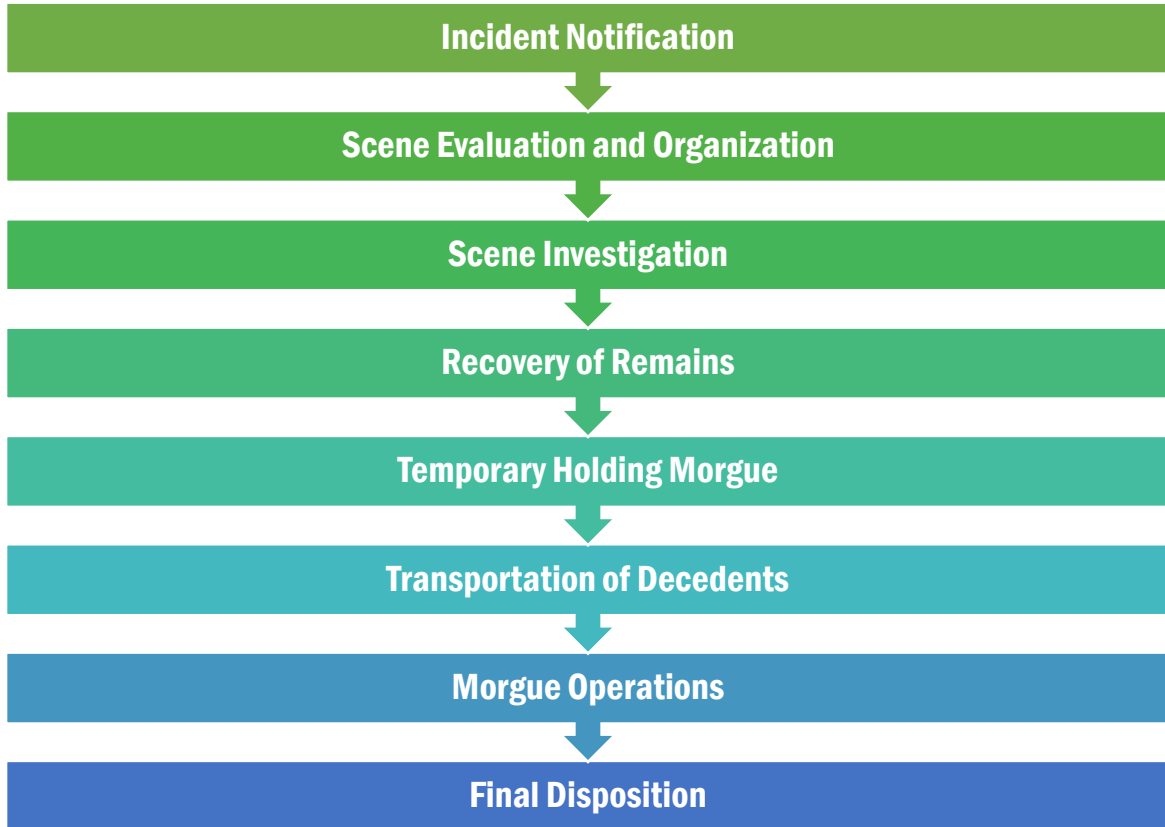 Incident Notification
Scene Evaluation and Organization
Scene Investigation
Recovery of Remains
Temporary Holding Morgue
Transportation of Decedents
Morgue Operations
Final Disposition